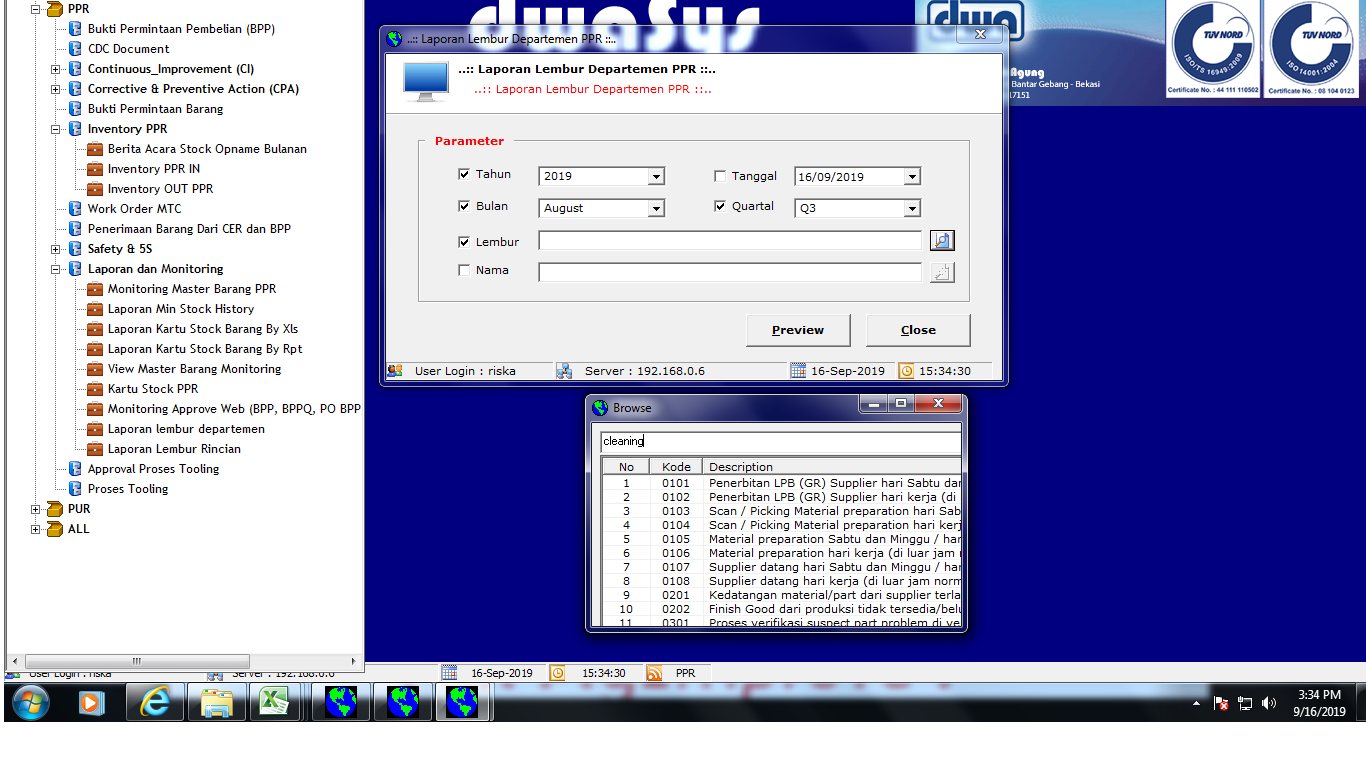 PPR
Bukti Permintaan Pembelian (BPP)
CDC Document
Continuous_Improvement (CI)
Corrective & Preventive Action (CPA)
Bukti Permintaan Barang
Inventory PPR
Berita Acara Stock Opname Bulanan
Inventory PPR IN
Inventory OUT PPR
Work Order MTC
Penerimaan Barang Dari CER dan BPP
Safety & 5S
Laporan dan Monitoring
Monitoring Master Barang PPR
Laporan Min Stock History
Laporan Kartu Stock Barang By Xls
Laporan Kartu Stock Barang By Rpt
View Master Barang Monitoring
Kartu Stock PPR
Monitoring Approve Web (BPP, BPPQ, PO BPP
Laporan lembur departemen
Laporan Lembur Rincian
Approval Proses Tooling
Proses Tooling
PUR
ALL
dwaSys
dwa
Agung
Bantar Gebang - Bekasi
17151
TUV NORD
ISO/TS 16949:2009
Certificate No. : 44 111 110502
TUV NORD
ISO 14001:2004
Certificate No. : 08 104 0123
..:: Laporan Lembur Departemen PPR ::..
..:: Laporan Lembur Departemen PPR ::..
..:: Laporan Lembur Departemen PPR ::..
Parameter
Tahun 2019 Tanggal 16/09/2019
Bulan August Quartal Q3
Lembur
Nama
Preview Close
User Login : riska Server : 192.168.0.6 16-Sep-2019 15:34:30
Browse
cleaning
No Kode Description
1 0101 Penerbitan LPB (GR) Supplier hari Sabtu dan
2 0102 Penerbitan LPB (GR) Supplier hari kerja (di l
3 0103 Scan / Picking Material preparation hari Sab
4 0104 Scan / Picking Material preparation hari kerj
5 0105 Material preparation Sabtu dan Minggu / har
6 0106 Material preparation hari kerja (di luar jam n
7 0107 Supplier datang hari Sabtu dan Minggu / har
8 0108 Supplier datang hari kerja (di luar jam norm
9 0201 Kedatangan material/part dari supplier terla
10 0202 Finish Good dari produksi tidak tersedia/belu
11 0301 Proses verifikasi suspect part problem di ve
User Login : riska Server : 192.168.0.6 16-Sep-2019 15:34:30 PPR
3:34 PM
9/16/2019